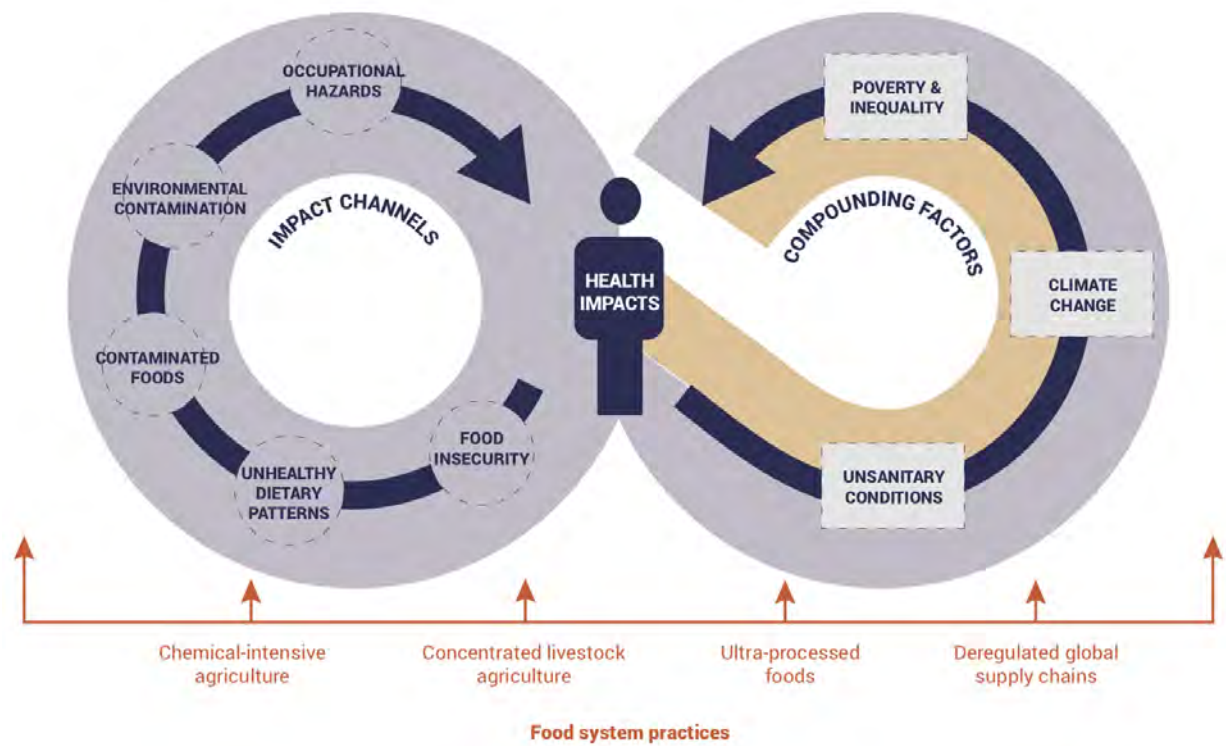 OCCUPATIONAL
HAZARDS
ENVIRONMENTAL
CONTAMINATION
CONTAMINATED
FOODS
UNHEALTHY
DIETARY
PATTERNS
FOOD
INSECURITY
IMPACT CHANNELS
HEALTH
IMPACTS
POVERTY &
INEQUALITY
COMPOUNDING FACTORS
CLIMATE
CHANGE
UNSANITARY
CONDITIONS
Chemical-intensive
agriculture
Concentrated livestock
agriculture
Ultra-processed
foods
Deregulated global
supply chains
Food system practices